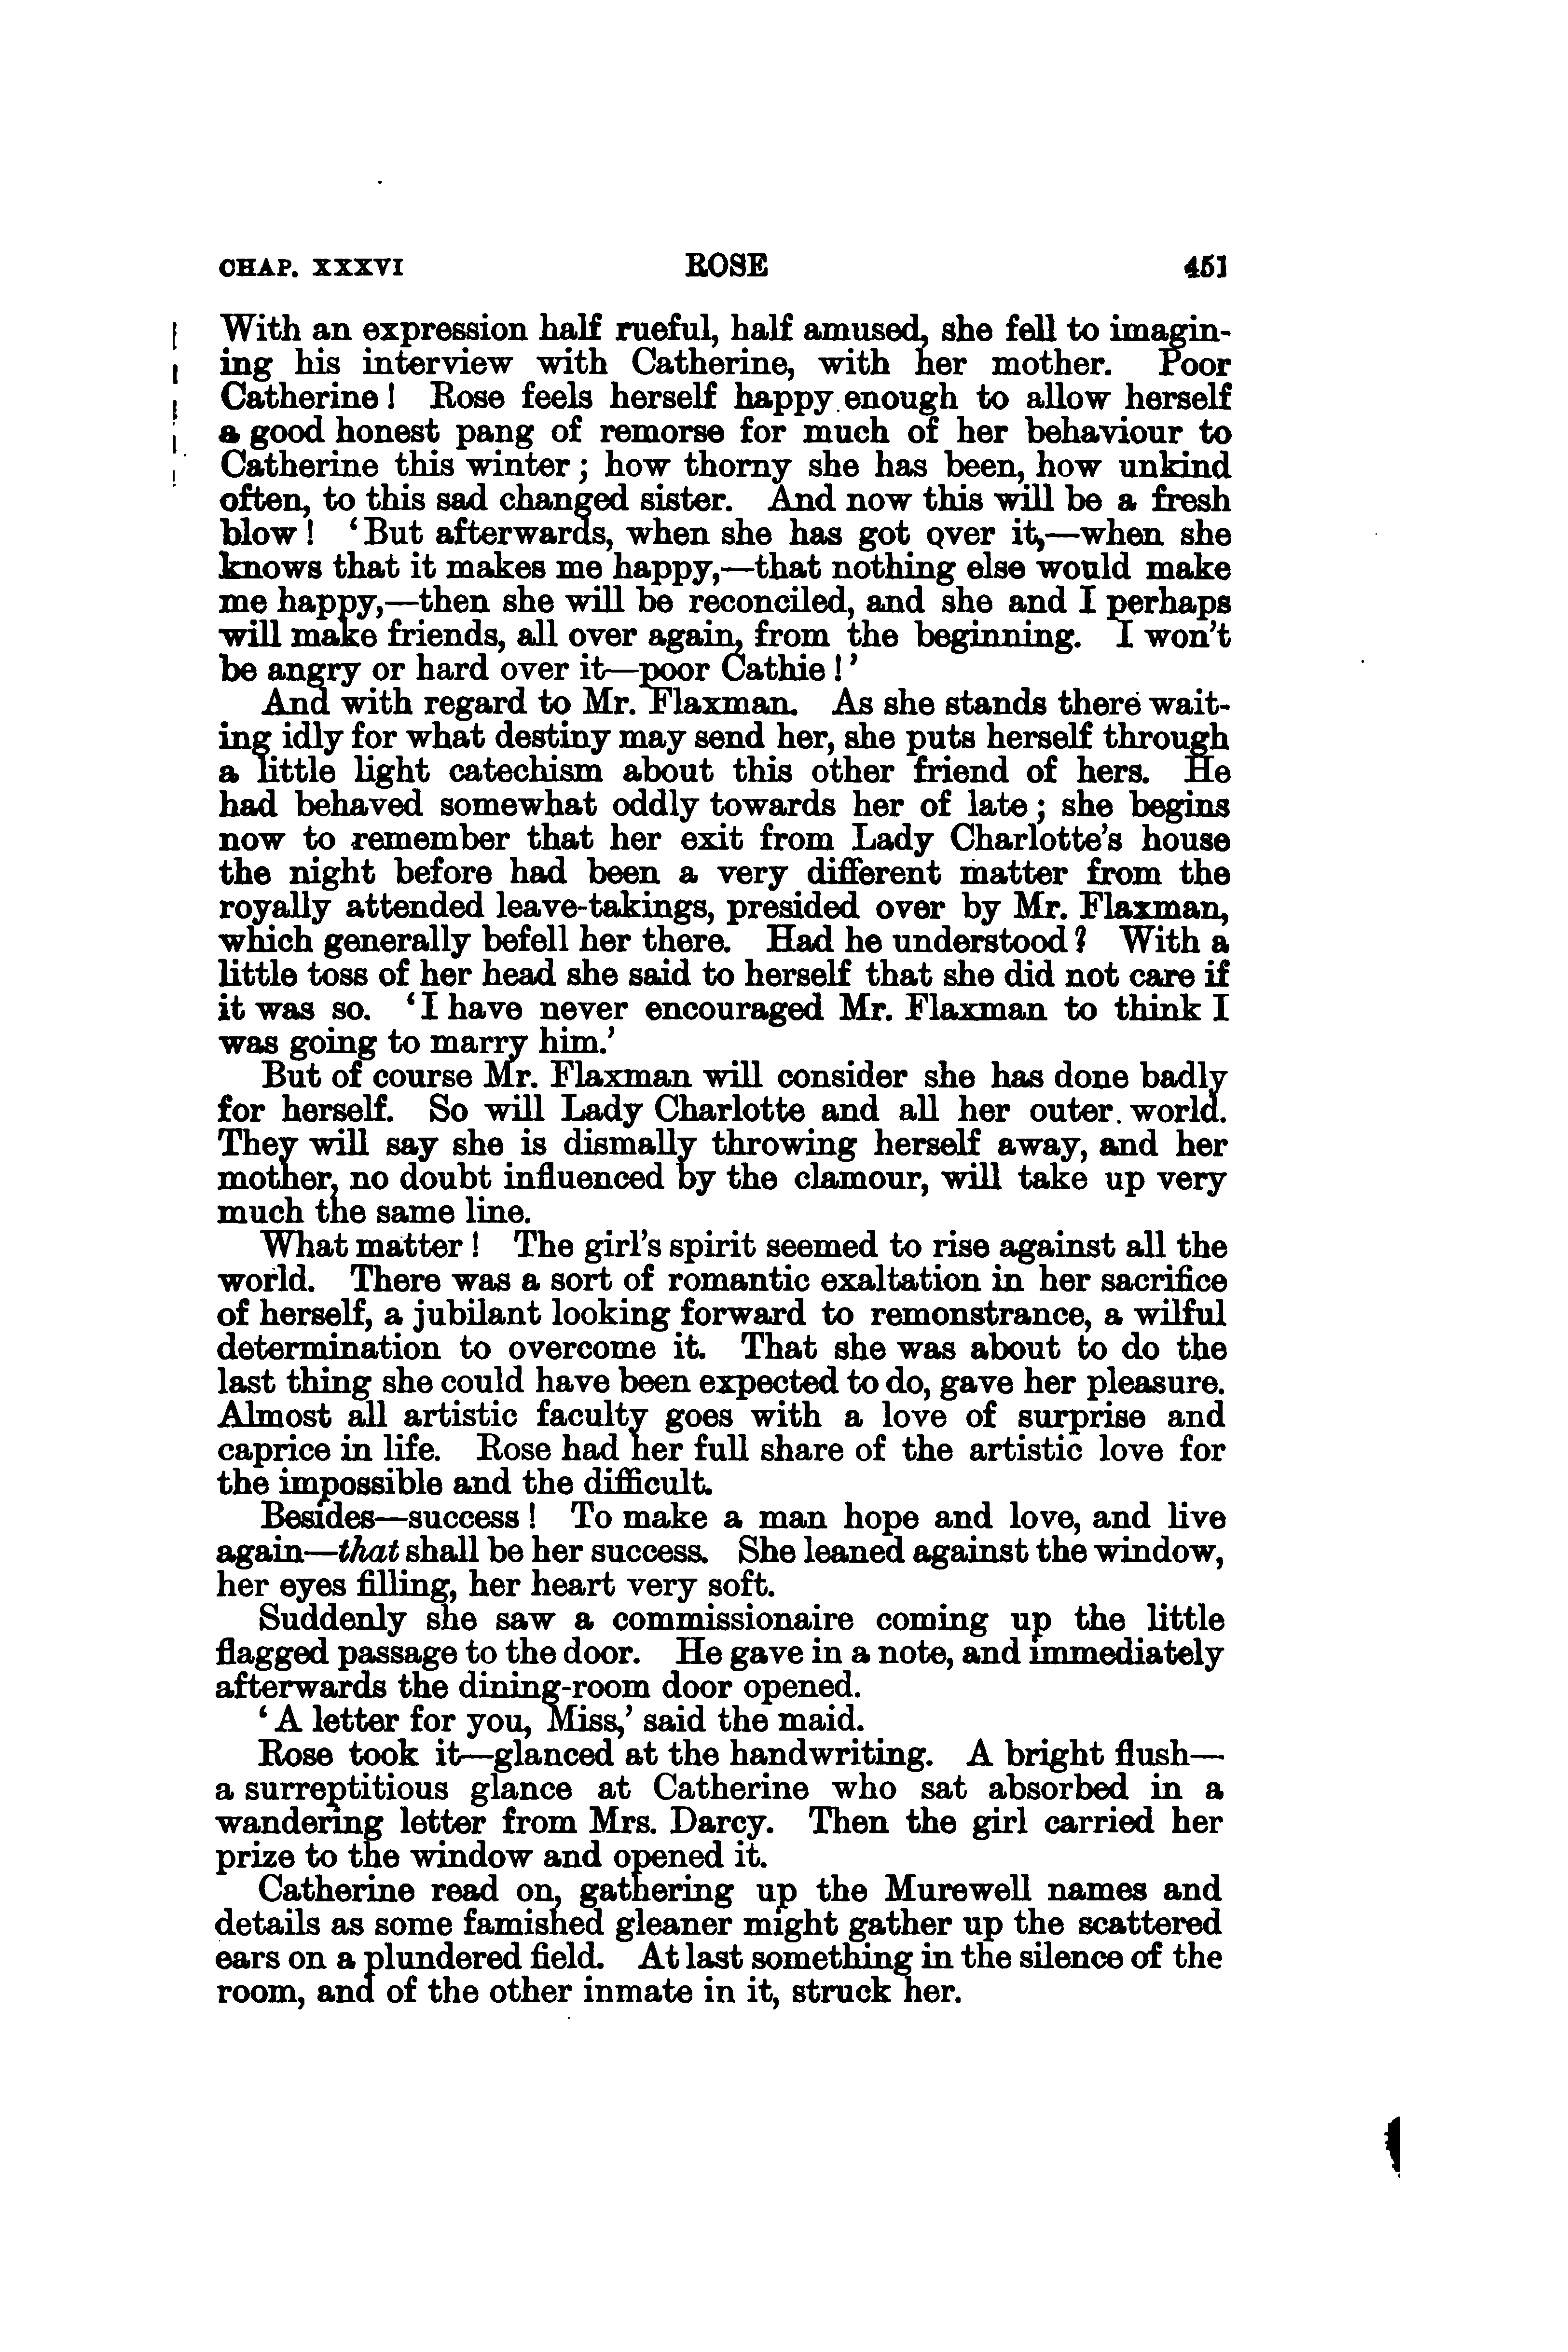 CHAP. XXXVI ROSE 451
With an expression half rueful, half amused, she fell to imagin-
ing his interview with Catherine, with her mother. Poor
Catherine! Rose feels herself happy enough to allow herself
a good honest pang of remorse for much of her behaviour to
Catherine this winter; how thorny she has been, how unkind
often, to this sad changed sister. And now this will be a fresh
blow! ‘But afterwards, when she has got over it,—when she
knows that it makes me happy,—that nothing else would make
me happy,—then she will be reconciled, and she and I perhaps
will make friends, all over again, from the beginning. I won’t
be angry or hard over it—poor Cathie!’
And with regard to Mr. Flaxman. As she stands there wait-
ing idly for what destiny may send her, she puts herself through
a little light catechism about this other friend of hers. He
had behaved somewhat oddly towards her of late; she begins
now to remember that her exit from Lady Charlotte’s house
the night before had been a very different matter from the
royally attended leave-takings, presided over by Mr. Flaxman,
which generally befell her there. Had he understood? With a
little toss of her head she said to herself that she did not care if
it was so. ‘I have never encouraged Mr. Flaxman to think I
was going to marry him.’
But of course Mr. Flaxman will consider she has done badly
for herself. So will Lady Charlotte and all her outer world.
They will say she is dismally throwing herself away, and her
mother, no doubt influenced by the clamour, will take up very
much the same line.
What matter! The girl’s spirit seemed to rise against all the
world. There was a sort of romantic exaltation in her sacrifice
of herself, a jubilant looking forward to remonstrance, a wilful
determination to overcome it. That she was about to do the
last thing she could have been expected to do, gave her pleasure.
Almost all artistic faculty goes with a love of surprise and
caprice in life. Rose had her full share of the artistic love for
the impossible and the difficult.
Besides—success! To make a man hope and love, and live
again—that shall be her success. She leaned against the window,
her eyes filling, her heart very soft.
Suddenly she saw a commissionaire coming up the little
flagged passage to the door. He gave in a note, and immediately
afterwards the dining-room door opened.
‘A letter for you, Miss,’ said the maid.
Rose took it—glanced at the handwriting. A bright flush—
a surreptitious glance at Catherine who sat absorbed in a
wandering letter from Mrs. Darcy. Then the girl carried her
prize to the window and opened it.
Catherine read on, gathering up the Murewell names and
details as some famished gleaner might gather up the scattered
ears on a plundered field. At last something in the silence of the
room, and of the other inmate in it, struck her.